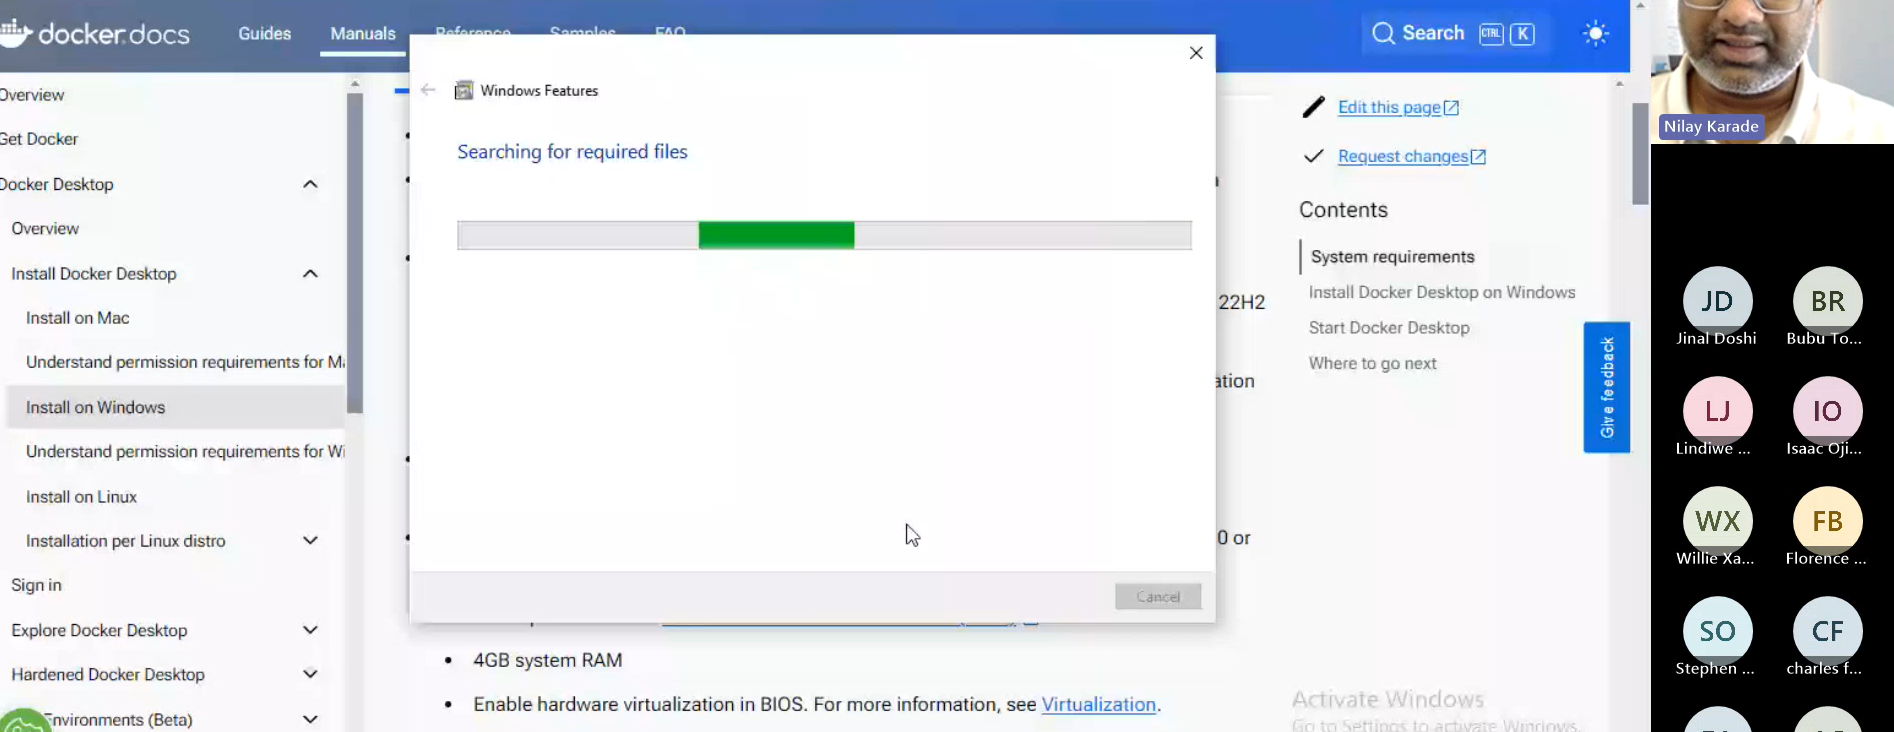 docker.docs
Guides
Manuals
Reference
Samples
FAQ
Search
CTRL
K
Overview
Get Docker
Docker Desktop
Overview
Install Docker Desktop
Install on Mac
Understand permission requirements for Ma
Install on Windows
Understand permission requirements for Wi
Install on Linux
Installation per Linux distro
Sign in
Explore Docker Desktop
Hardened Docker Desktop
Environments (Beta)
Windows Features
Searching for required files
Cancel
22H2
ation
0 or
4GB system RAM
Enable hardware virtualization in BIOS. For more information, see Virtualization.
Edit this page
Request changes
Contents
System requirements
Install Docker Desktop on Windows
Start Docker Desktop
Where to go next
Give feedback
Activate Windows
Go to Settings to activate Windows.
Nilay Karade
JD
Jinal Doshi
BR
Bubu To...
LJ
Lindiwe ...
IO
Isaac Oji...
WX
Willie Xa...
FB
Florence ...
SO
Stephen ...
CF
charles f...